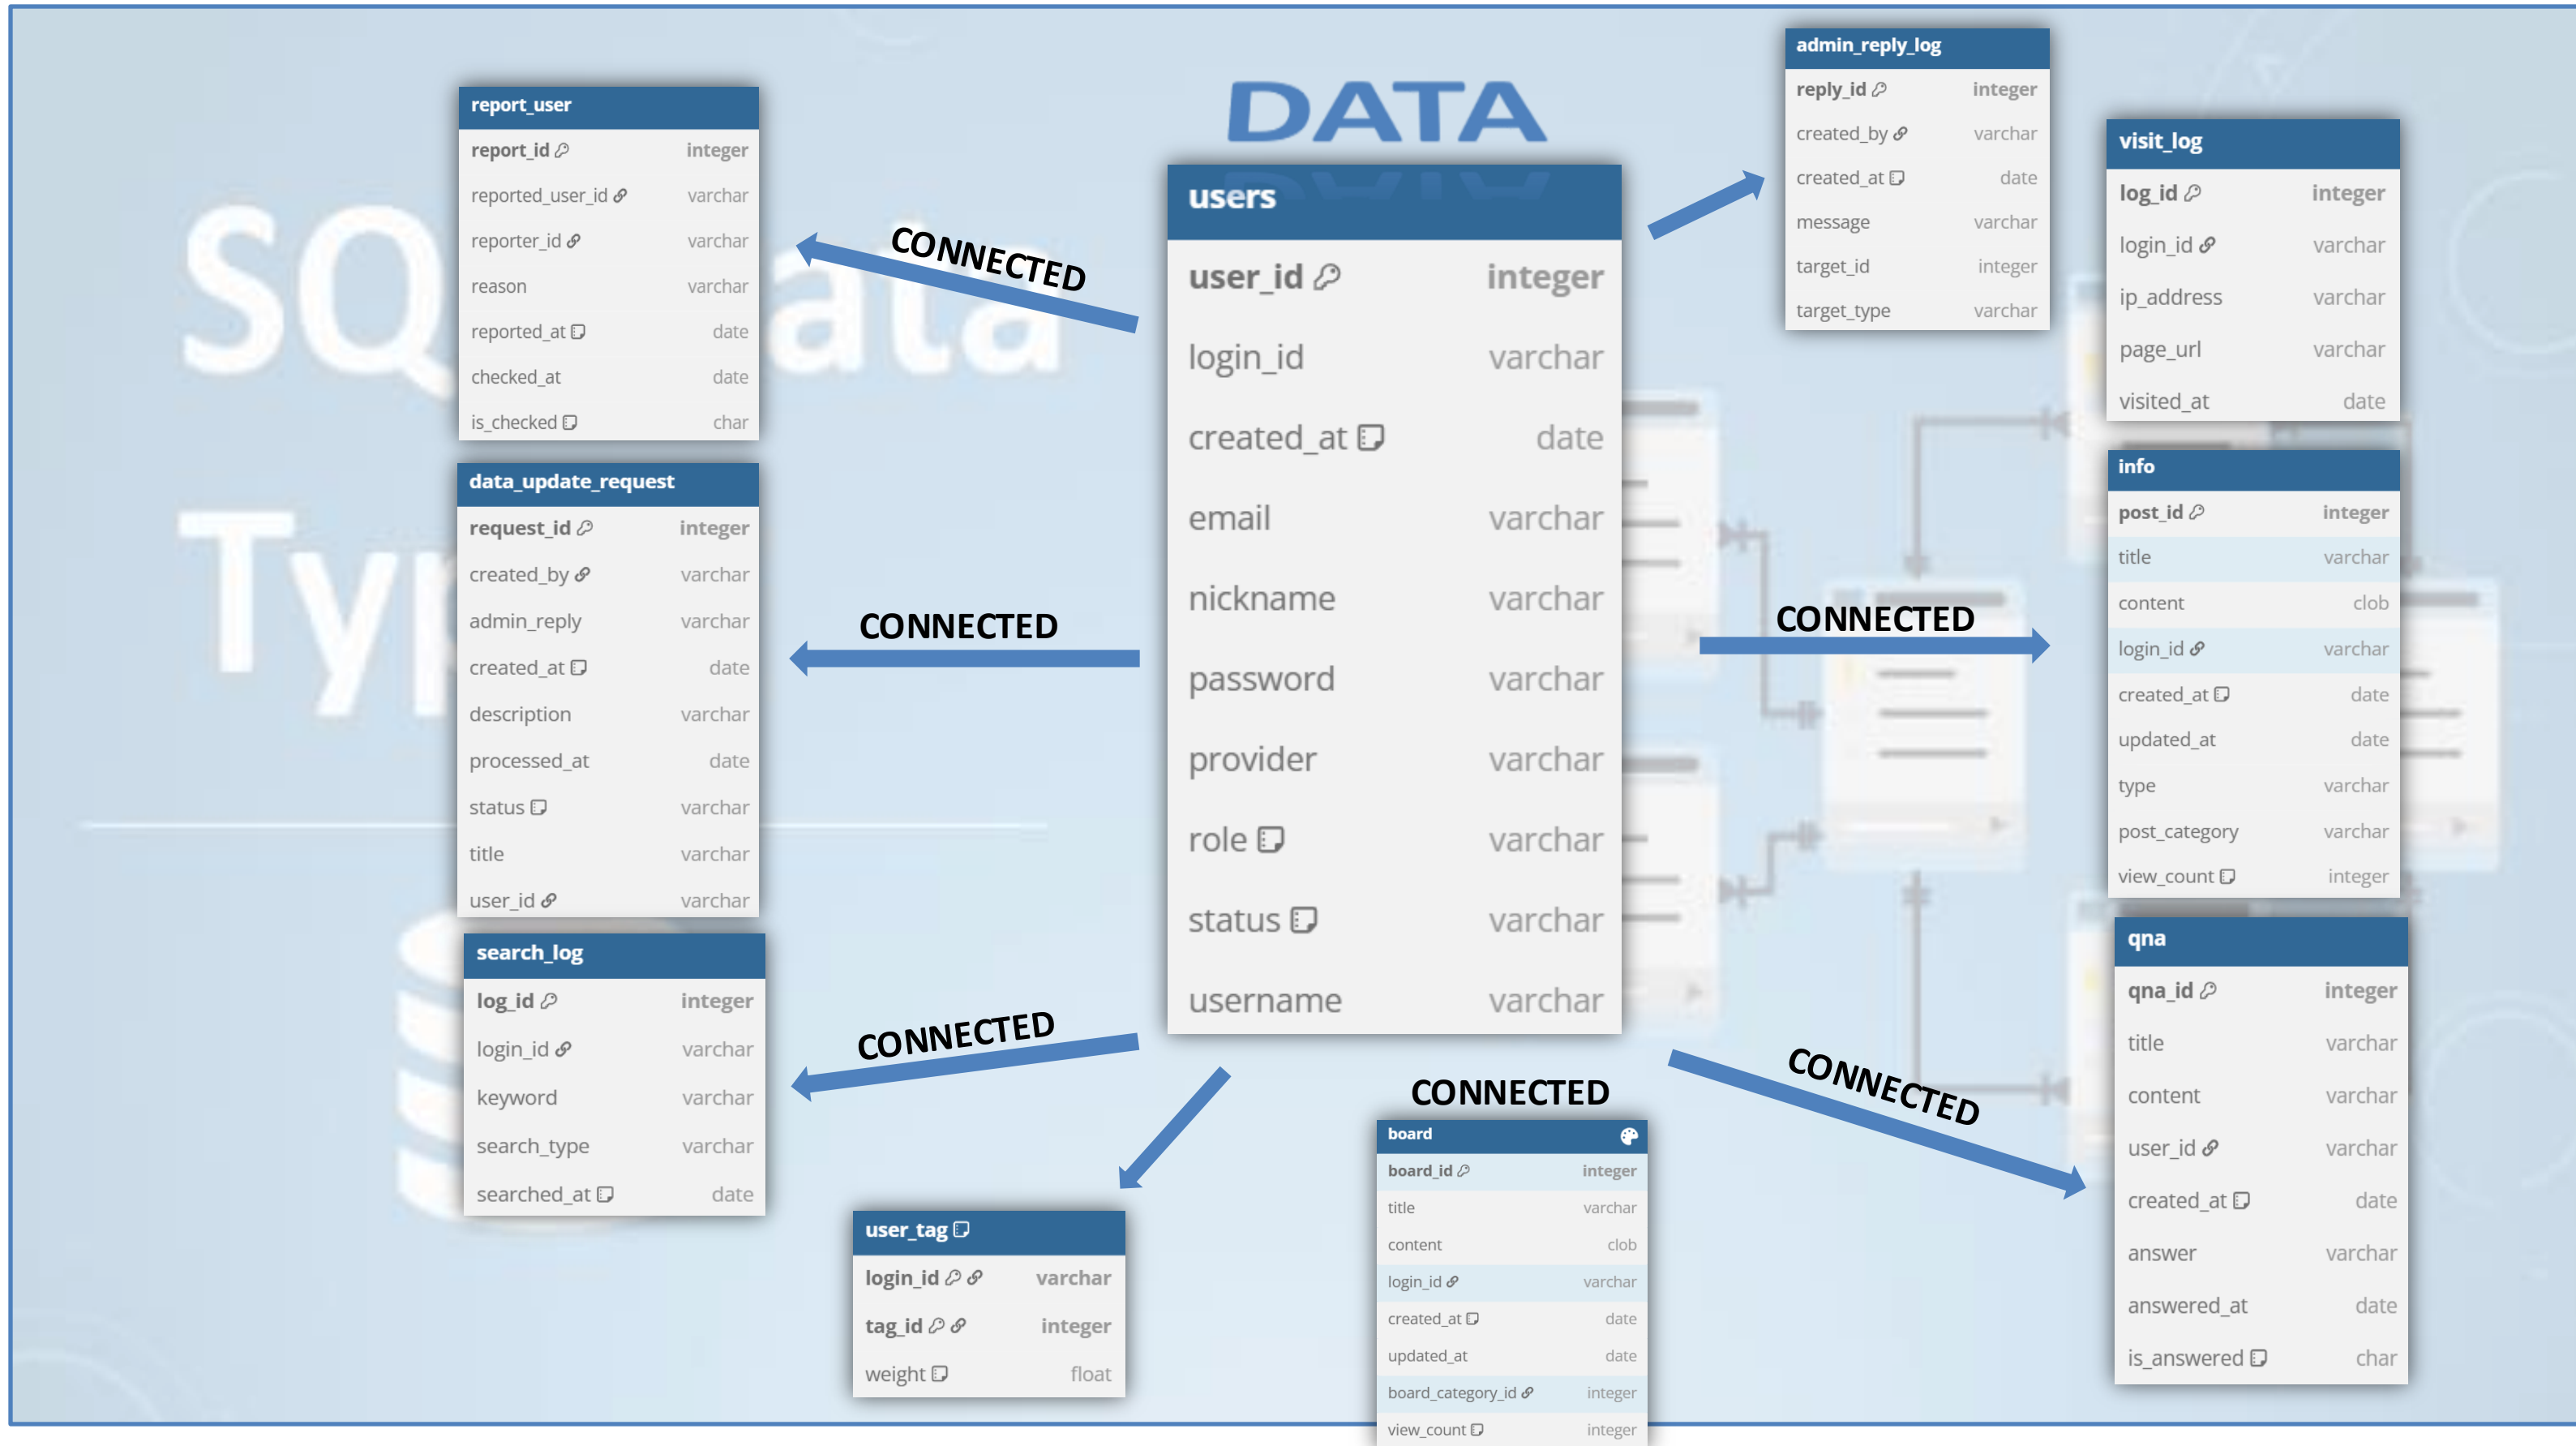 SQ
ata
Typ
DATA
report_user
report_id integer
reported_user_id varchar
reporter_id varchar
reason varchar
reported_at date
checked_at date
is_checked char
data_update_request
request_id integer
created_by varchar
admin_reply varchar
created_at date
description varchar
processed_at date
status varchar
title varchar
user_id varchar
search_log
log_id integer
login_id varchar
keyword varchar
search_type varchar
searched_at date
CONNECTED
CONNECTED
CONNECTED
users
user_id integer
login_id varchar
created_at date
email varchar
nickname varchar
password varchar
provider varchar
role varchar
status varchar
username varchar
user_tag
login_id varchar
tag_id integer
weight float
CONNECTED
board
board_id integer
title varchar
content clob
login_id varchar
created_at date
updated_at date
board_category_id integer
view_count integer
admin_reply_log
reply_id integer
created_by varchar
created_at date
message varchar
target_id integer
target_type varchar
CONNECTED
CONNECTED
visit_log
log_id integer
login_id varchar
ip_address varchar
page_url varchar
visited_at date
info
post_id integer
title varchar
content clob
login_id varchar
created_at date
updated_at date
type varchar
post_category varchar
view_count integer
qna
qna_id integer
title varchar
content varchar
user_id varchar
created_at date
answer varchar
answered_at date
is_answered char